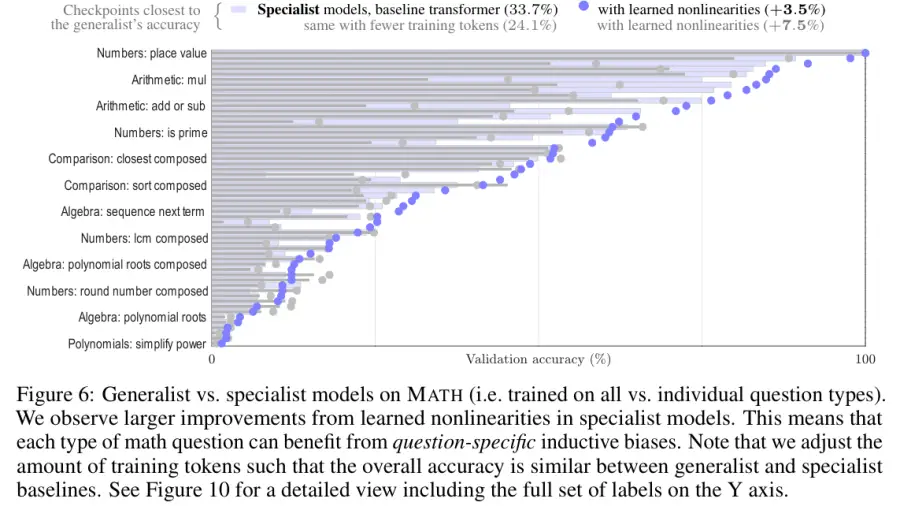 Checkpoints closest to
the generalist's accuracy
Specialist models, baseline transformer (33.7%)
with learned nonlinearities (+3.5%)
same with fewer training tokens (24.1%)
with learned nonlinearities (+7.5%)
Numbers: place value
Arithmetic: mul
Arithmetic: add or sub
Numbers: is prime
Comparison: closest composed
Comparison: sort composed
Algebra: sequence next term
Numbers: lcm composed
Algebra: polynomial roots composed
Numbers: round number composed
Algebra: polynomial roots
Polynomials: simplify power
0
Validation accuracy (%)
100
Figure 6: Generalist vs. specialist models on MATH (i.e. trained on all vs. individual question types).
We observe larger improvements from learned nonlinearities in specialist models. This means that
each type of math question can benefit from question-specific inductive biases. Note that we adjust the
amount of training tokens such that the overall accuracy is similar between generalist and specialist
baselines. See Figure 10 for a detailed view including the full set of labels on the Y axis.